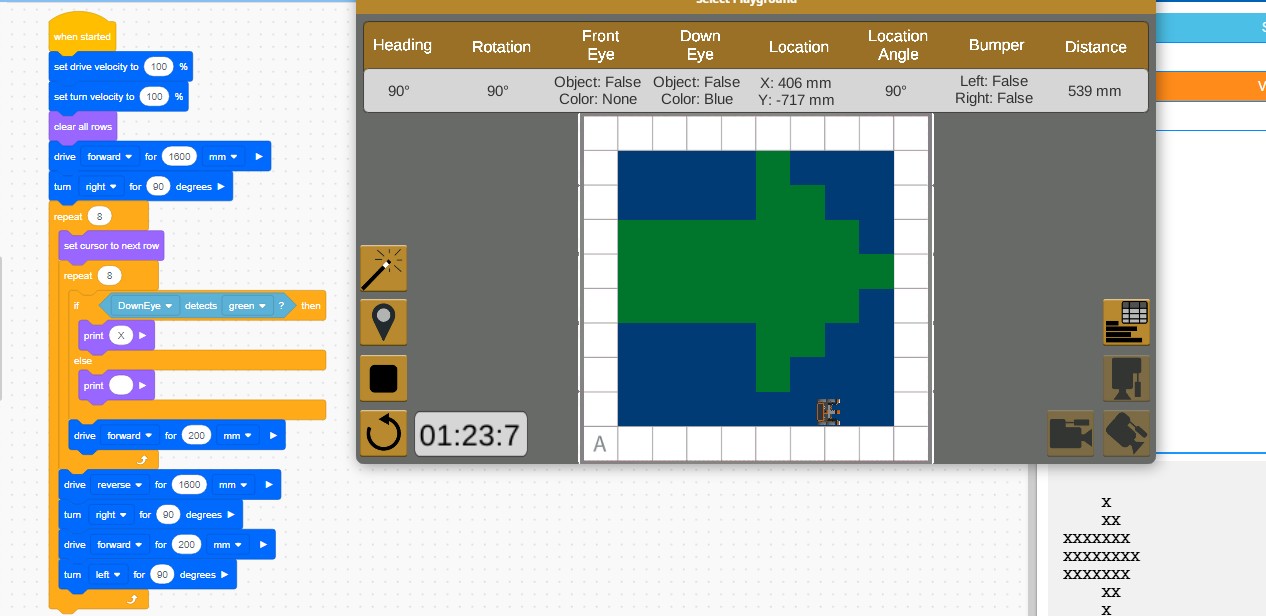 when started
set drive velocity to 100 %
set turn velocity to 100 %
clear all rows
drive forward for 1600 mm
turn right for 90 degrees
repeat 8
set cursor to next row
repeat 8
if DownEye detects green ? then
print X
else
print
drive forward for 200 mm
drive reverse for 1600 mm
turn right for 90 degrees
drive forward for 200 mm
turn left for 90 degrees
Select Playground
Heading
Rotation
Front Eye
Down Eye
Location
Location Angle
Bumper
Distance
90°
90°
Object: False
Color: None
Object: False
Color: Blue
X: 406 mm
Y: -717 mm
90°
Left: False
Right: False
539 mm
A
01:23:7
S
V
X
XX
XXXXXXX
XXXXXXXX
XXXXXXX
XX
X